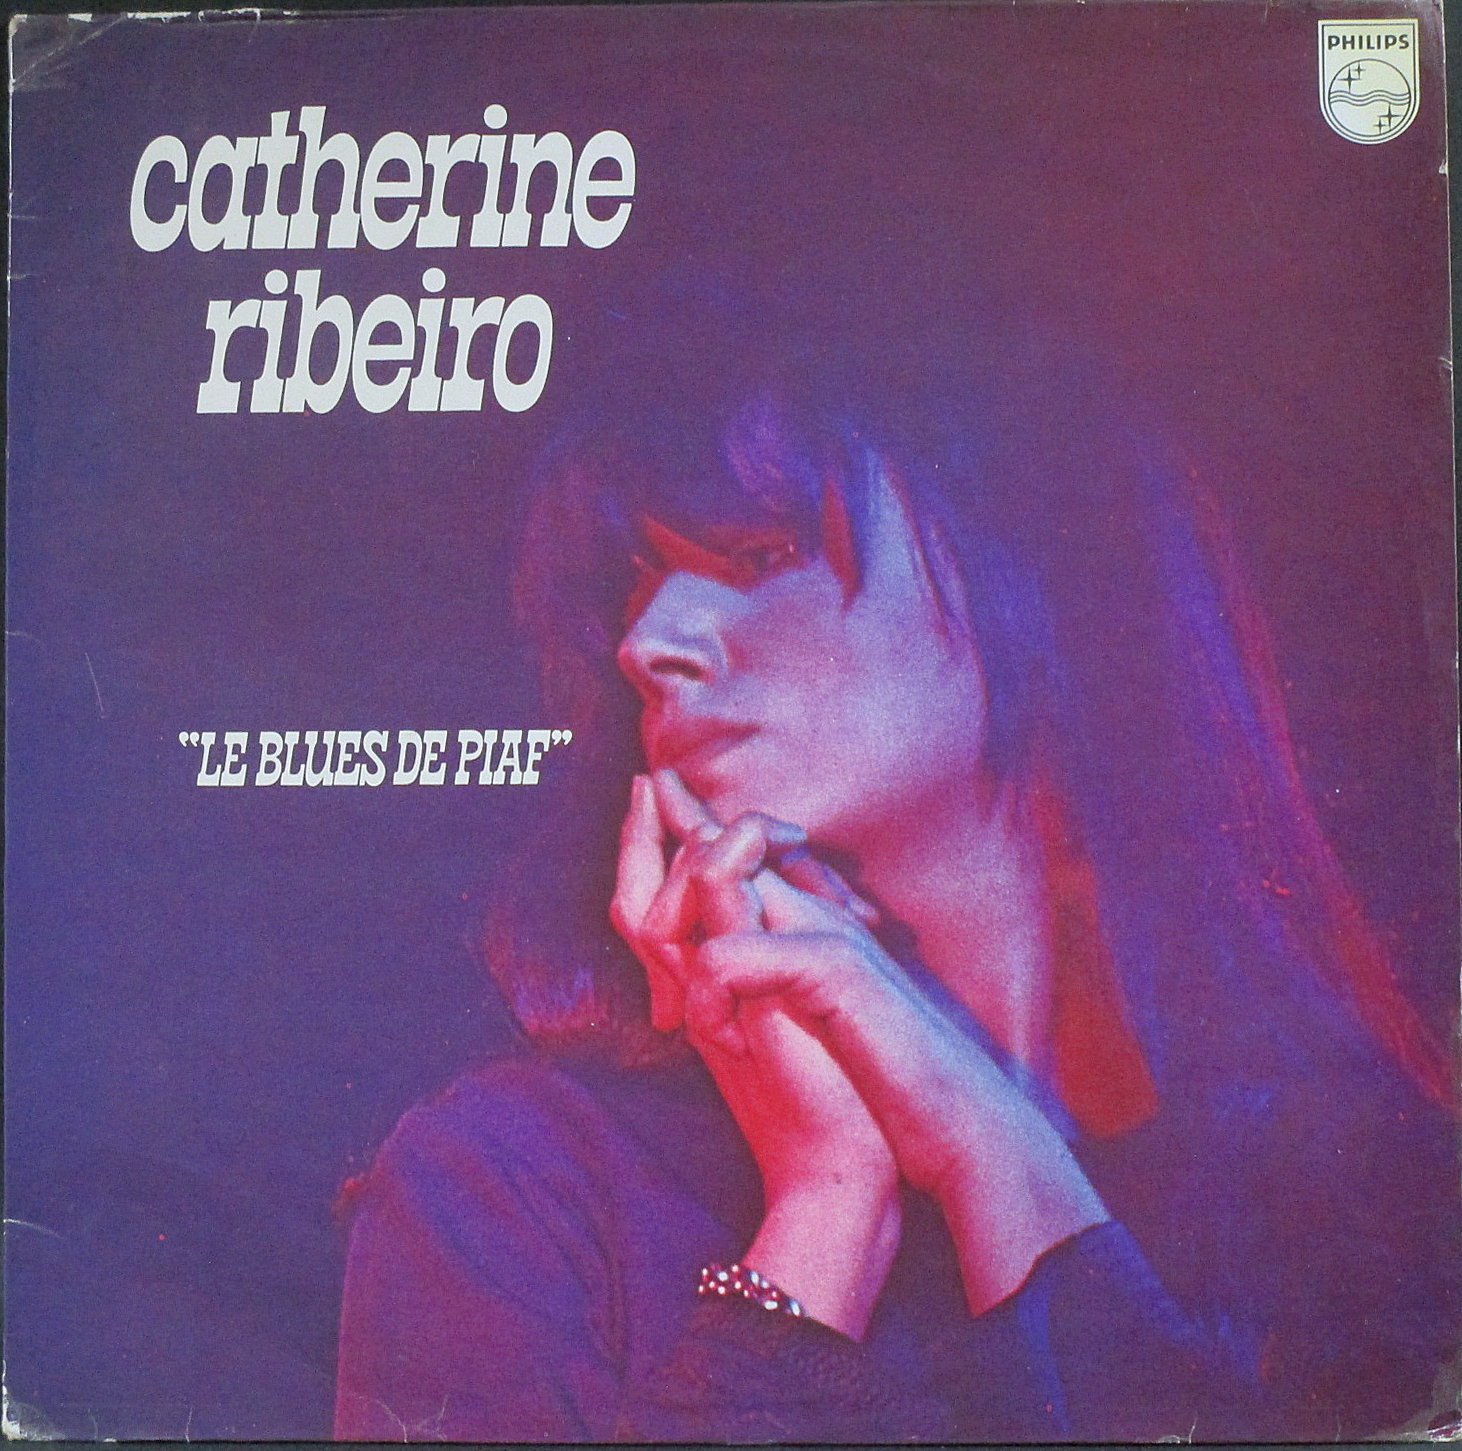 PHILIPS
catherine
ribeiro
"LE BLUES DE PIAF"